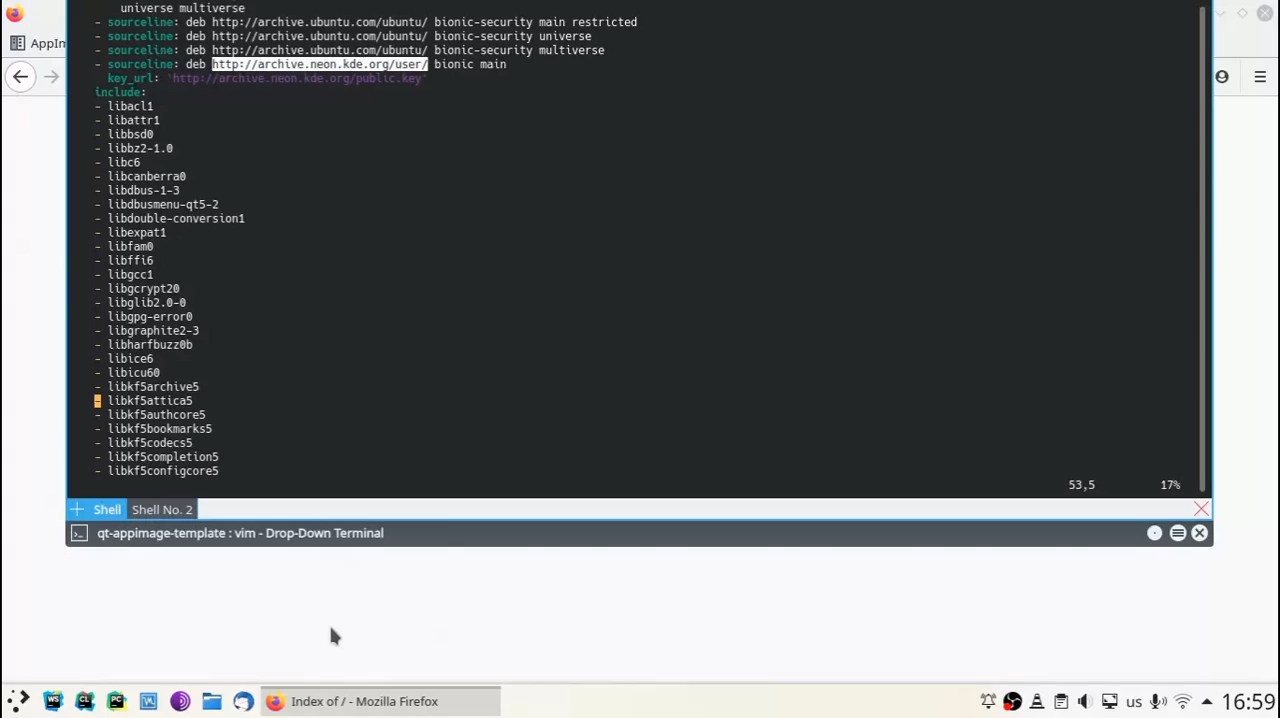 universe multiverse
- sourceline: deb http://archive.ubuntu.com/ubuntu/ bionic-security main restricted
- sourceline: deb http://archive.ubuntu.com/ubuntu/ bionic-security universe
- sourceline: deb http://archive.ubuntu.com/ubuntu/ bionic-security multiverse
- sourceline: deb http://archive.neon.kde.org/user/ bionic main
key_url: 'http://archive.neon.kde.org/public.key'
include:
- libacl1
- libattr1
- libbsd0
- libbz2-1.0
- libc6
- libcanberra0
- libdbus-1-3
- libdbusmenu-qt5-2
- libdouble-conversion1
- libexpat1
- libfam0
- libffi6
- libgcc1
- libgcrypt20
- libglib2.0-0
- libgpg-error0
- libgraphite2-3
- libharfbuzz0b
- libice6
- libicu60
- libkf5archive5
- libkf5attica5
- libkf5authcore5
- libkf5bookmarks5
- libkf5codecs5
- libkf5completion5
- libkf5configcore5
53,5 17%
Shell Shell No. 2
qt-appimage-template : vim - Drop-Down Terminal
AppIm
WS CL PC Index of / - Mozilla Firefox us 16:59